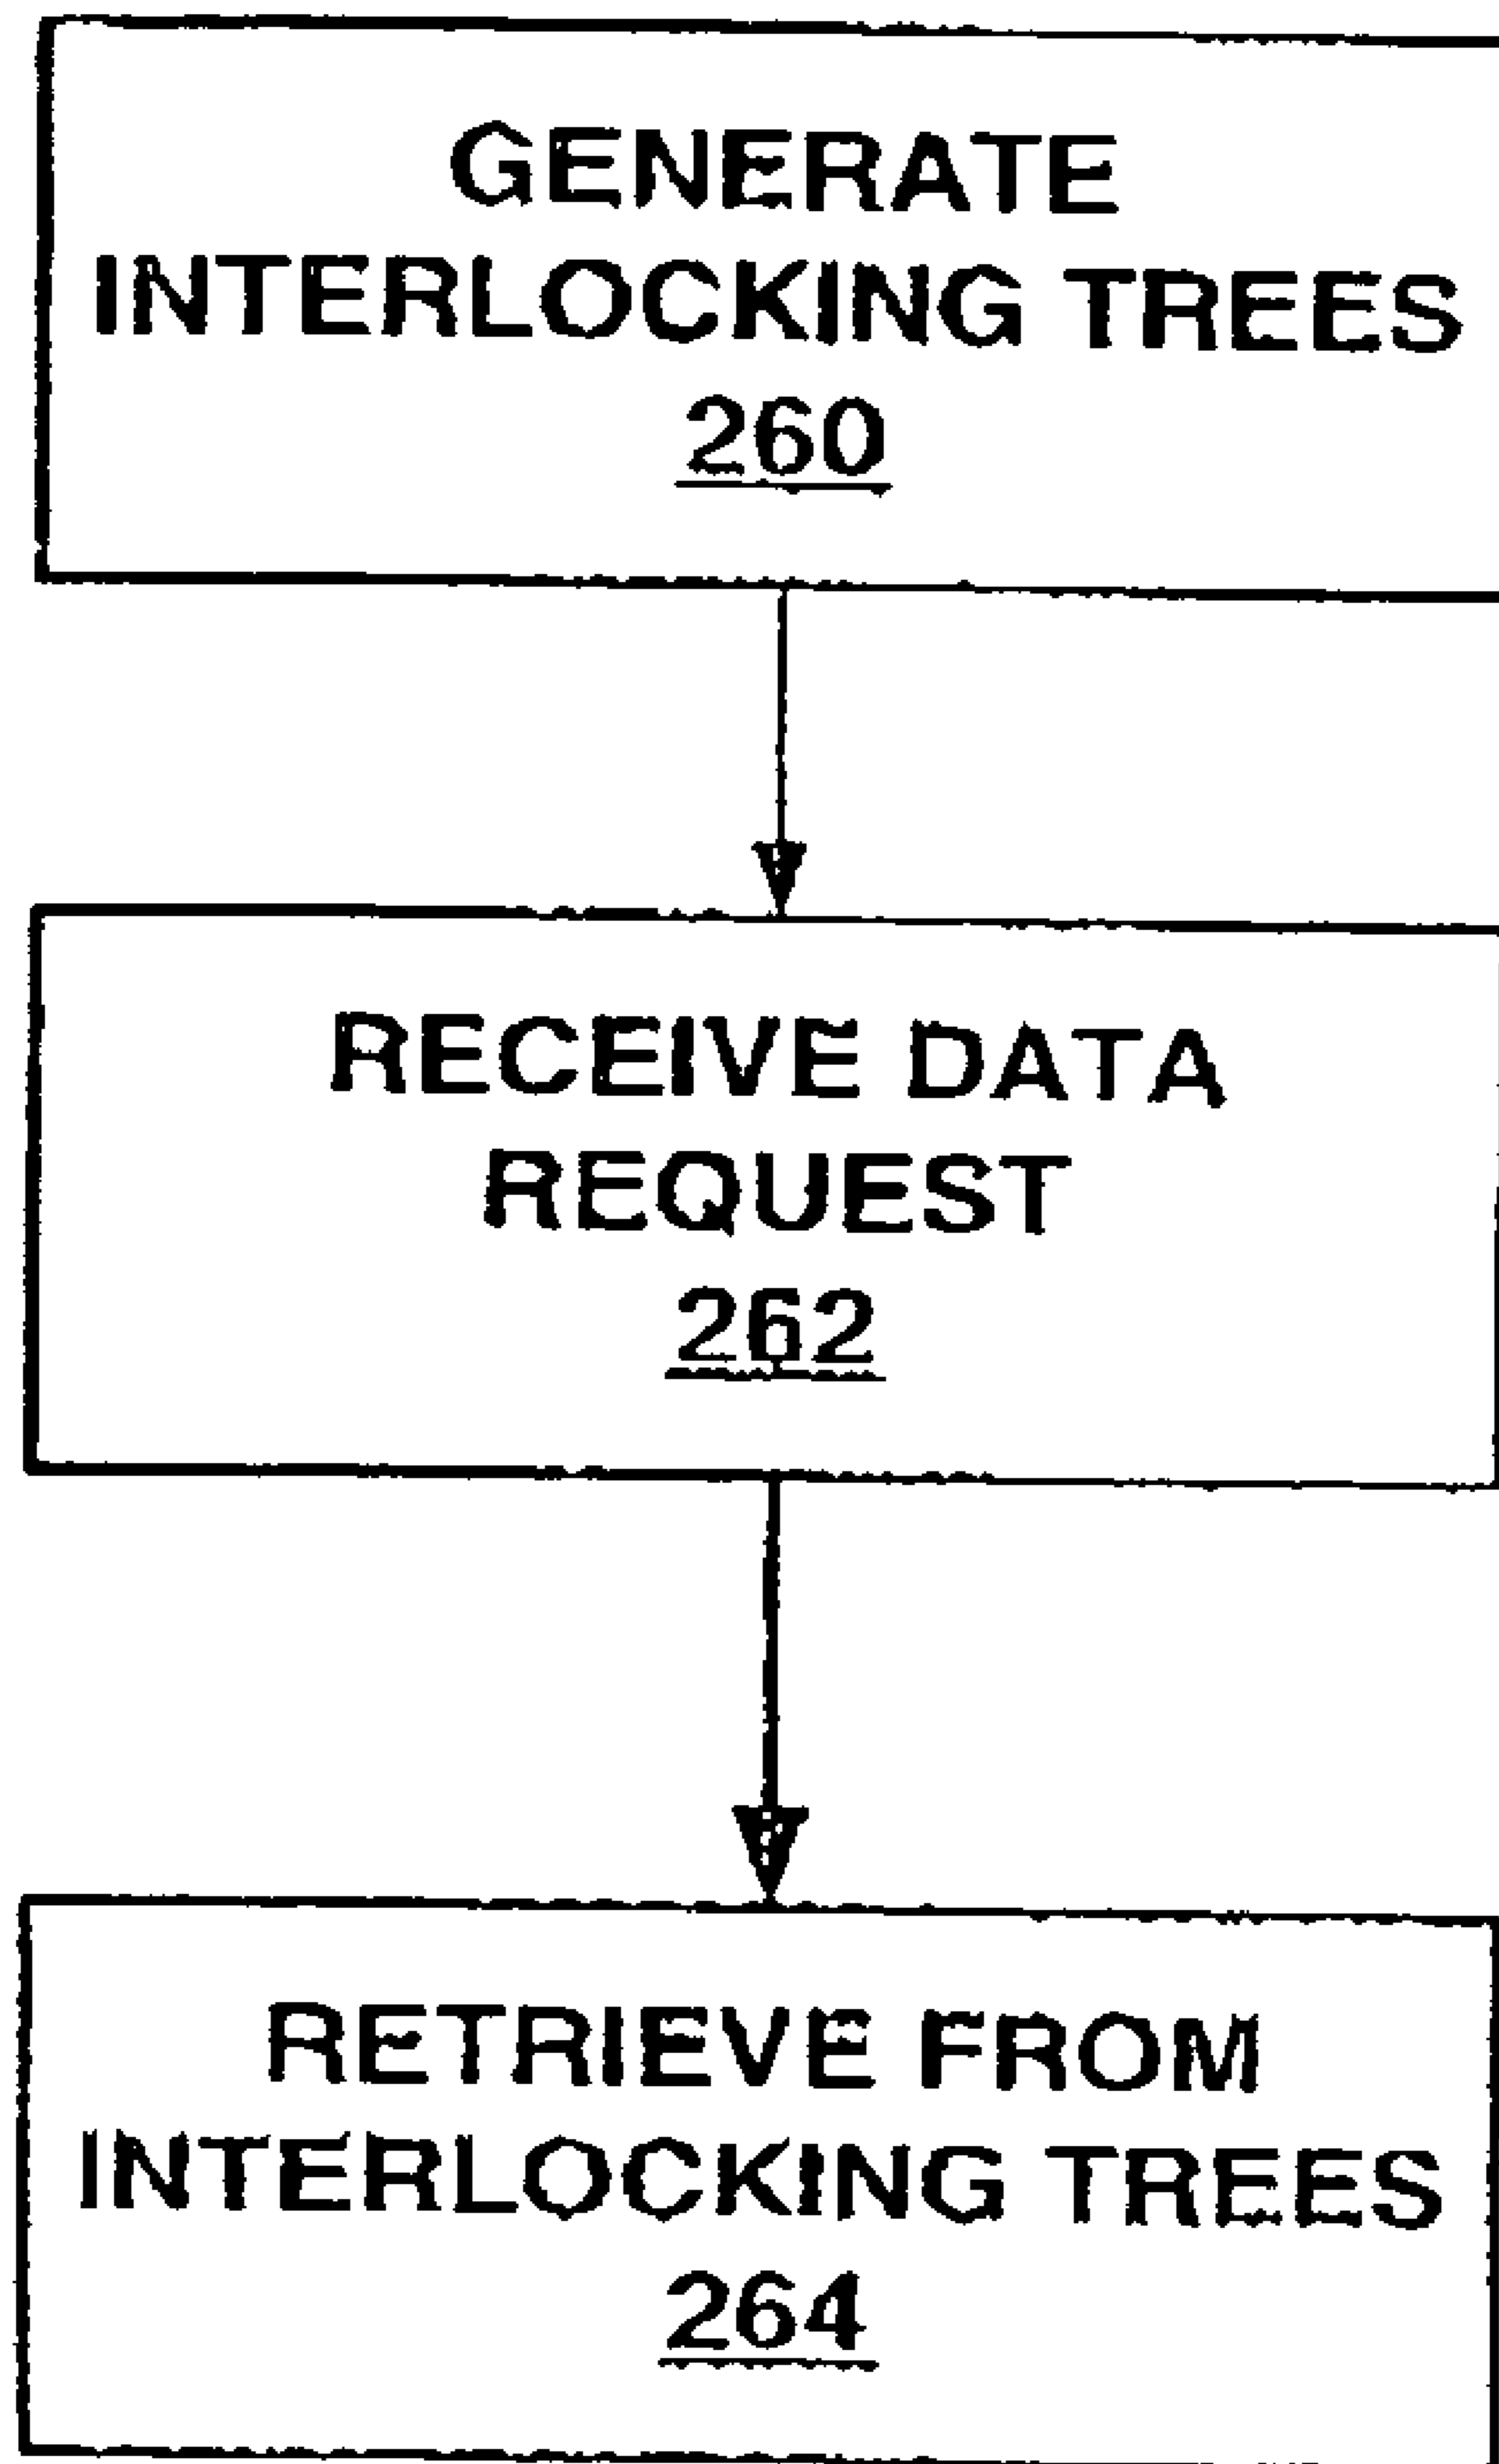 GENERATE
INTERLOCKING TREES
260
RECEIVE DATA
REQUEST
262
RETRIEVE FROM
INTERLOCKING TREES
264